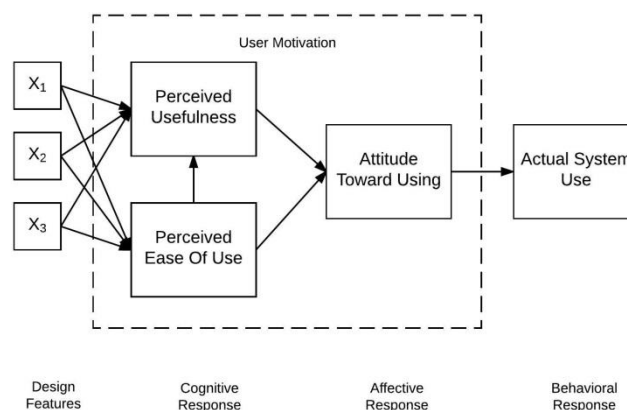 User Motivation
X1
X2
X3
Perceived
Usefulness
Perceived
Ease Of Use
Attitude
Toward Using
Actual System
Use
Design
Features
Cognitive
Response
Affective
Response
Behavioral
Response